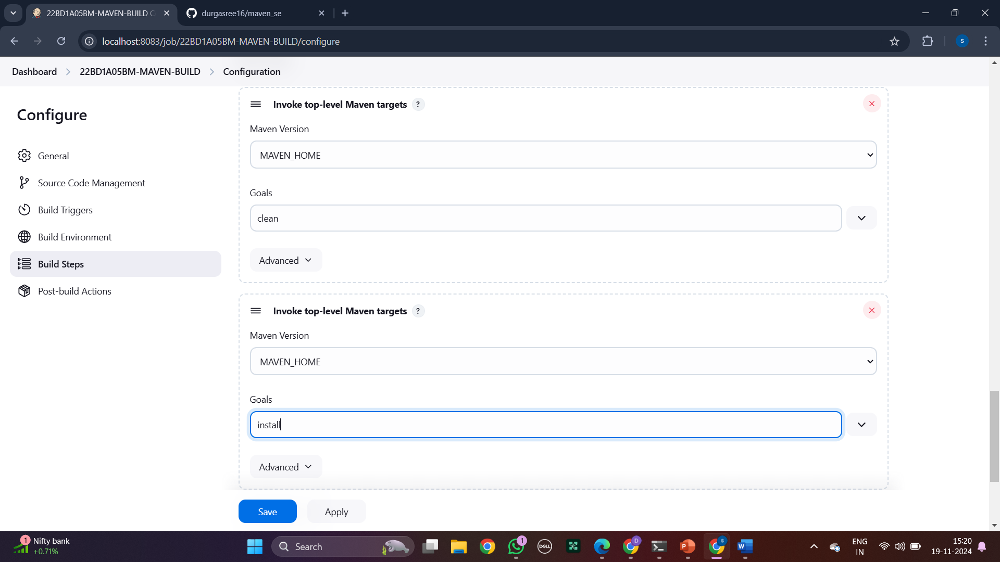 22BD1A05BM-MAVEN-BUILD C
durgasree16/maven_se
localhost:8083/job/22BD1A05BM-MAVEN-BUILD/configure
S
Dashboard > 22BD1A05BM-MAVEN-BUILD > Configuration
Configure
General
Source Code Management
Build Triggers
Build Environment
Build Steps
Post-build Actions
Invoke top-level Maven targets ?
Maven Version
MAVEN_HOME
Goals
clean
Advanced
Invoke top-level Maven targets ?
Maven Version
MAVEN_HOME
Goals
install
Advanced
Save
Apply
1
Nifty bank
+0.71%
Search
1
DELL
D
P
S
W
ENG
IN
15:20
19-11-2024